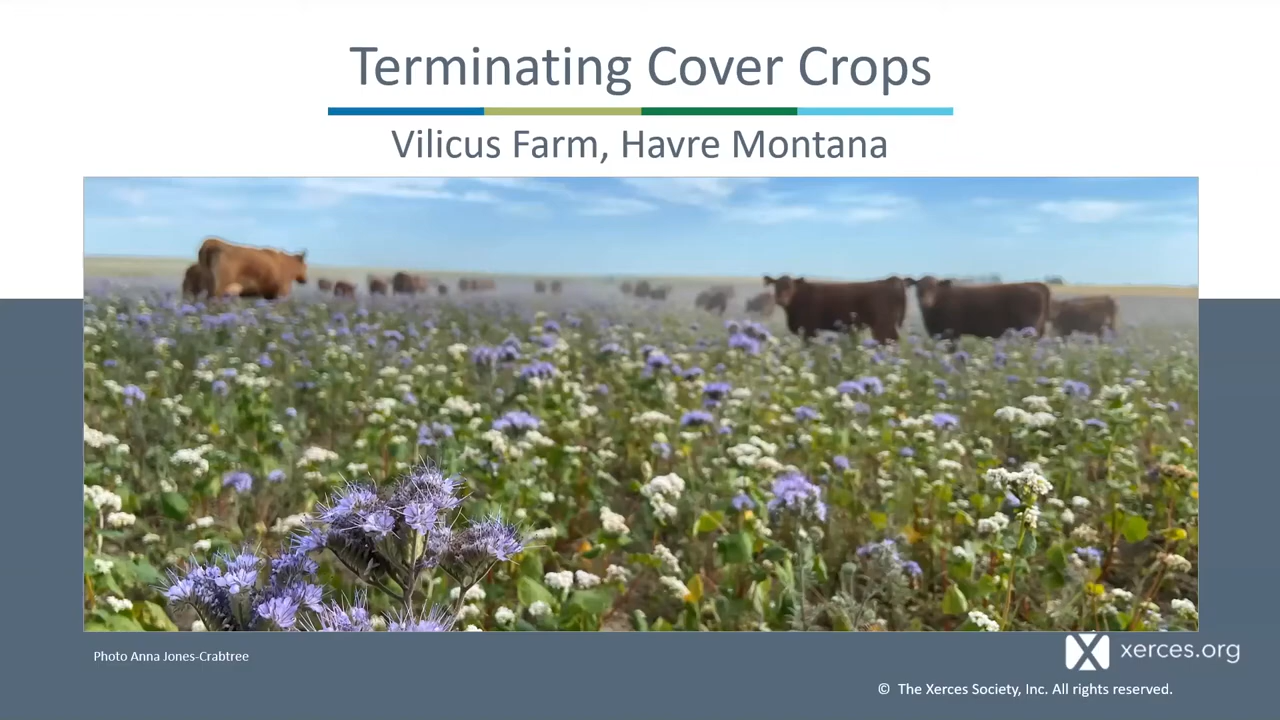 Terminating Cover Crops
Vilicus Farm, Havre Montana
Photo Anna Jones-Crabtree
xerces.org
© The Xerces Society, Inc. All rights reserved.